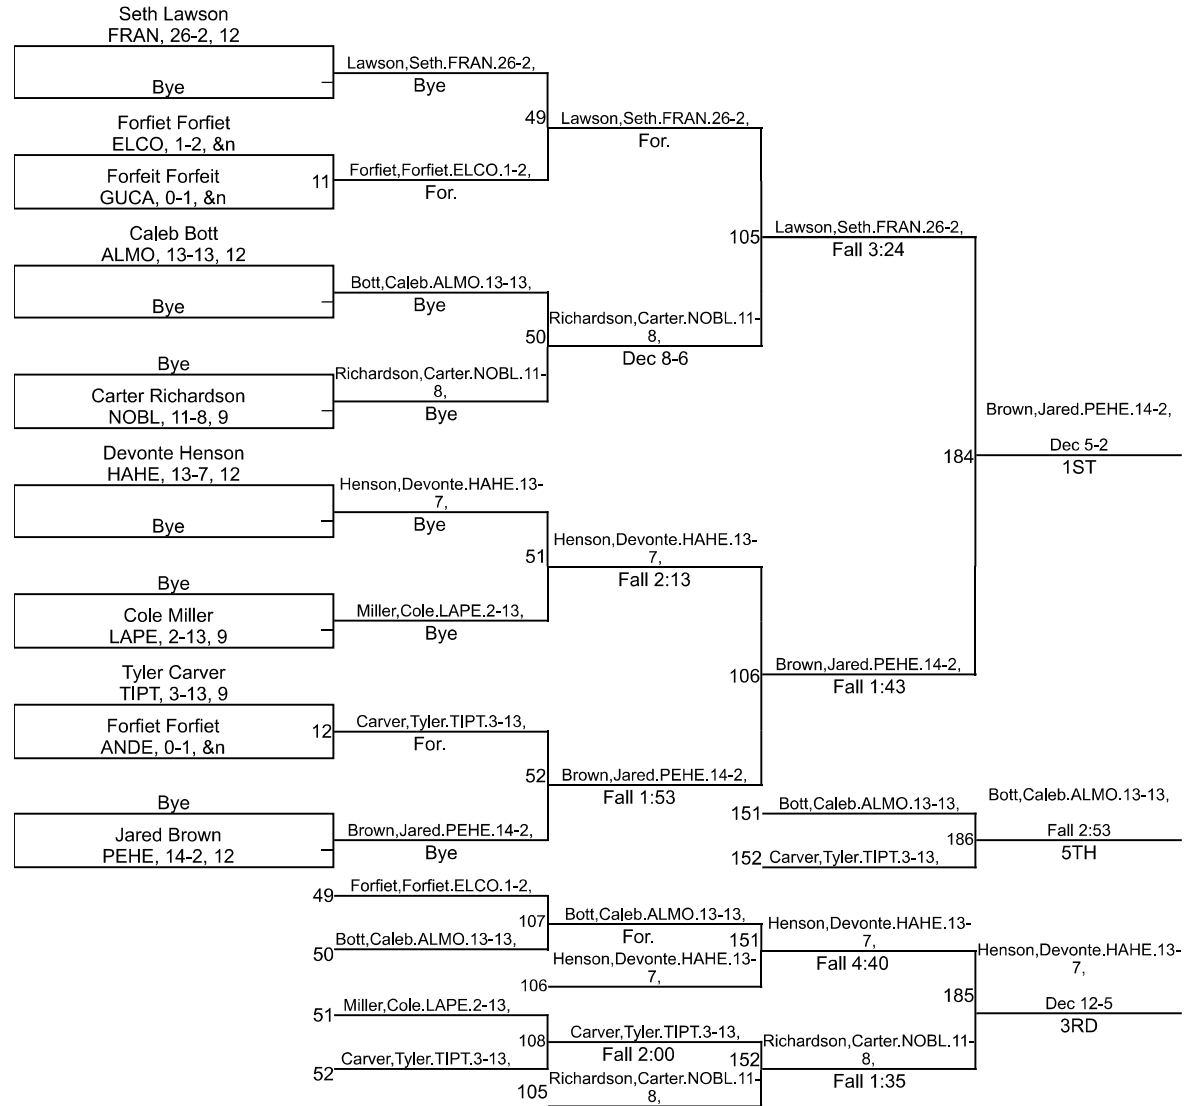 Seth Lawson
FRAN, 26-2, 12
Bye
Lawson,Seth.FRAN.26-2,
Bye
49
Lawson,Seth.FRAN.26-2,
For.
Forfiet Forfiet
ELCO, 1-2, &n
Forfeit Forfeit
GUCA, 0-1, &n
11
Forfiet,Forfiet.ELCO.1-2,
For.
105
Lawson,Seth.FRAN.26-2,
Fall 3:24
Caleb Bott
ALMO, 13-13, 12
Bye
Bott,Caleb.ALMO.13-13,
Bye
50
Richardson,Carter.NOBL.11-
8,
Dec 8-6
Bye
Carter Richardson
NOBL, 11-8, 9
Richardson,Carter.NOBL.11-
8,
Bye
184
Brown,Jared.PEHE.14-2,
Dec 5-2
1ST
Devonte Henson
HAHE, 13-7, 12
Bye
Henson,Devonte.HAHE.13-
7,
Bye
51
Henson,Devonte.HAHE.13-
7,
Fall 2:13
Bye
Cole Miller
LAPE, 2-13, 9
Miller,Cole.LAPE.2-13,
Bye
106
Brown,Jared.PEHE.14-2,
Fall 1:43
Tyler Carver
TIPT, 3-13, 9
Forfiet Forfiet
ANDE, 0-1, &n
12
Carver,Tyler.TIPT.3-13,
For.
52
Brown,Jared.PEHE.14-2,
Fall 1:53
Bye
Jared Brown
PEHE, 14-2, 12
Brown,Jared.PEHE.14-2,
Bye
151
Bott,Caleb.ALMO.13-13,
152
Carver,Tyler.TIPT.3-13,
186
Bott,Caleb.ALMO.13-13,
Fall 2:53
5TH
49
Forfiet,Forfiet.ELCO.1-2,
50
Bott,Caleb.ALMO.13-13,
107
Bott,Caleb.ALMO.13-13,
For.
106
Henson,Devonte.HAHE.13-
7,
151
Henson,Devonte.HAHE.13-
7,
Fall 4:40
51
Miller,Cole.LAPE.2-13,
52
Carver,Tyler.TIPT.3-13,
108
Carver,Tyler.TIPT.3-13,
Fall 2:00
105
Richardson,Carter.NOBL.11-
8,
152
Richardson,Carter.NOBL.11-
8,
Fall 1:35
185
Henson,Devonte.HAHE.13-
7,
Dec 12-5
3RD